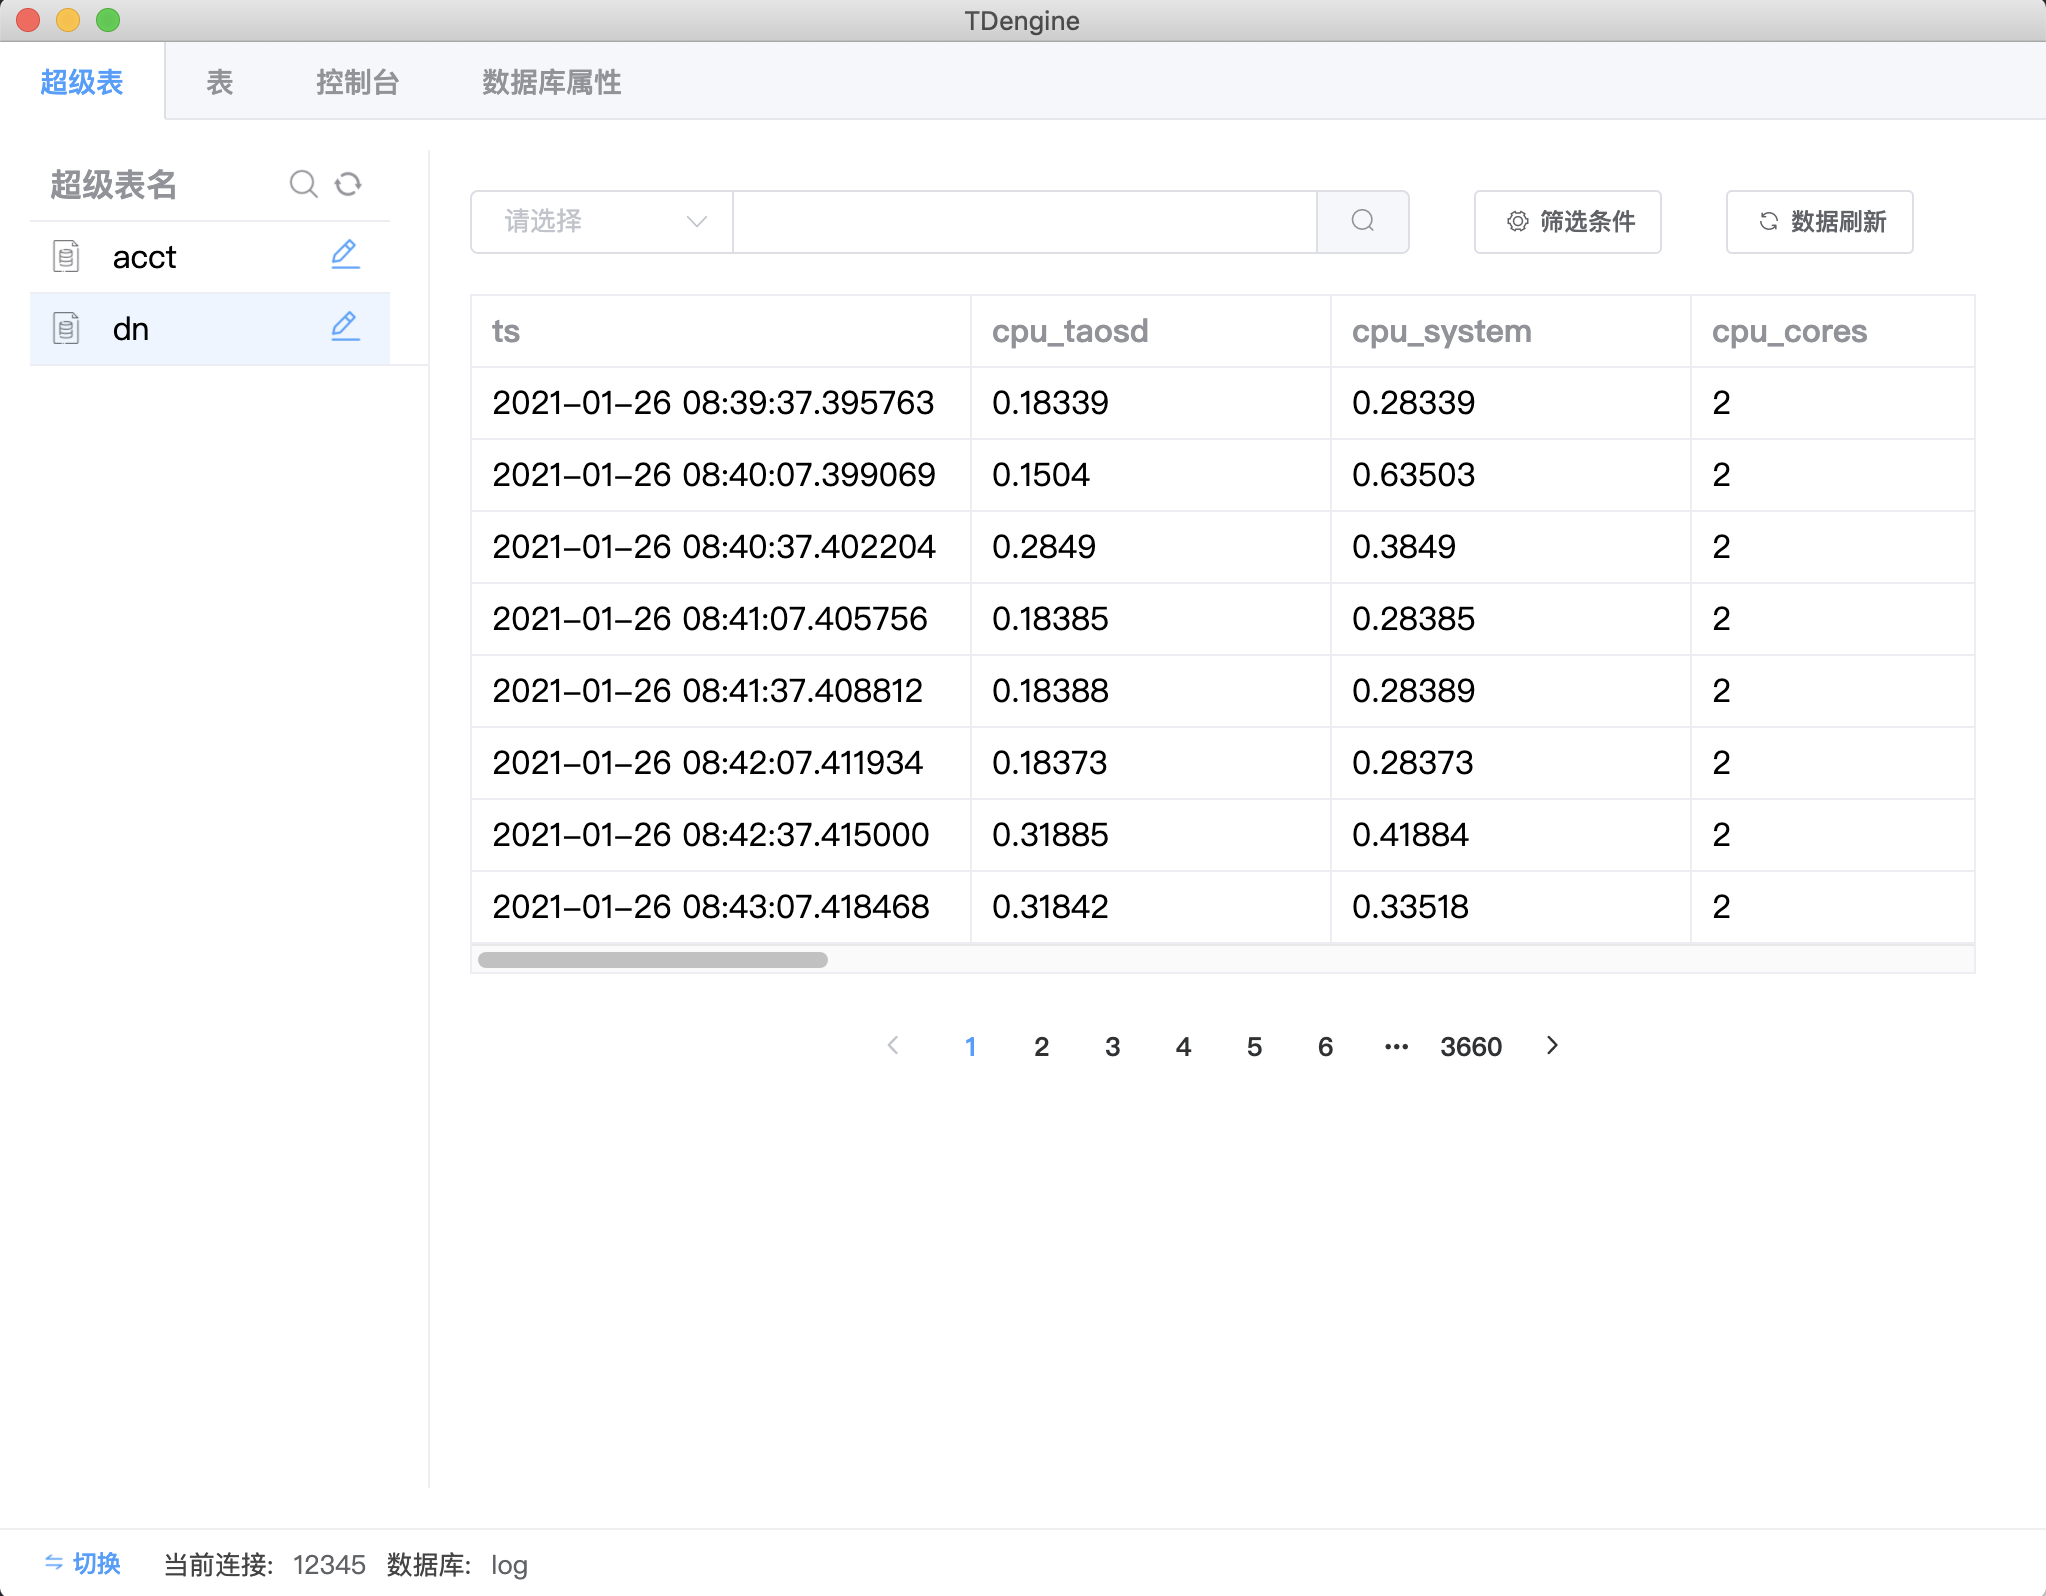 TDengine
超级表 表 控制台 数据库属性
超级表名
acct
dn
请选择 筛选条件 数据刷新
ts cpu_taosd cpu_system cpu_cores
2021-01-26 08:39:37.395763 0.18339 0.28339 2
2021-01-26 08:40:07.399069 0.1504 0.63503 2
2021-01-26 08:40:37.402204 0.2849 0.3849 2
2021-01-26 08:41:07.405756 0.18385 0.28385 2
2021-01-26 08:41:37.408812 0.18388 0.28389 2
2021-01-26 08:42:07.411934 0.18373 0.28373 2
2021-01-26 08:42:37.415000 0.31885 0.41884 2
2021-01-26 08:43:07.418468 0.31842 0.33518 2
1 2 3 4 5 6 ··· 3660
切换 当前连接: 12345 数据库: log